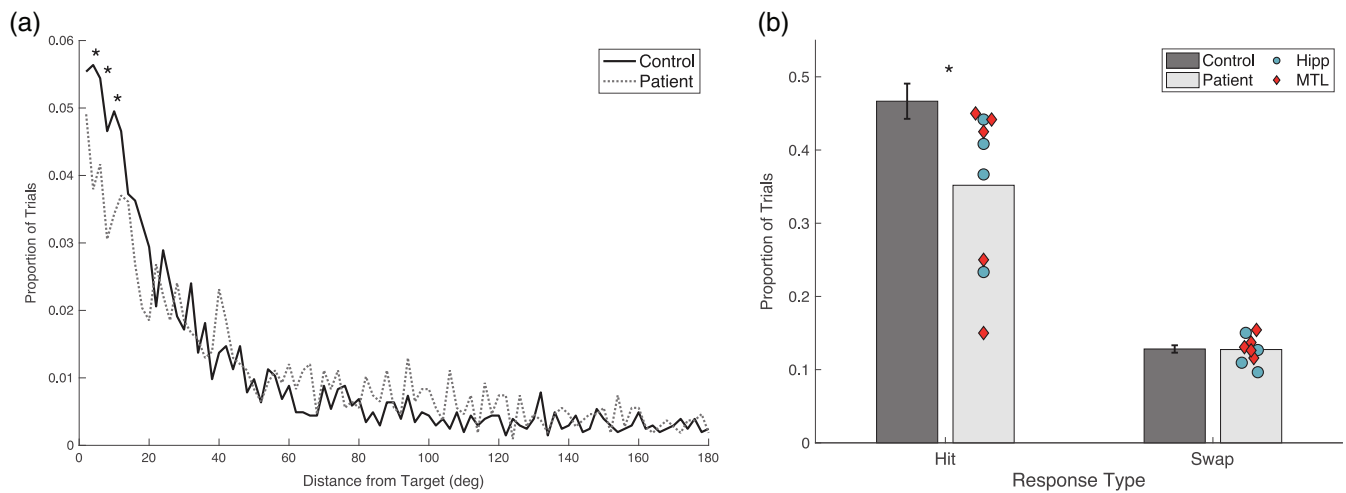 (a)
0.06
0.05
0.04
0.03
0.02
0.01
0
Proportion of Trials
* * *
Control
Patient
0 20 40 60 80 100 120 140 160 180
Distance from Target (deg)
(b)
0.5
0.4
0.3
0.2
0.1
0
Proportion of Trials
*
Control Hipp
Patient MTL
Hit Swap
Response Type